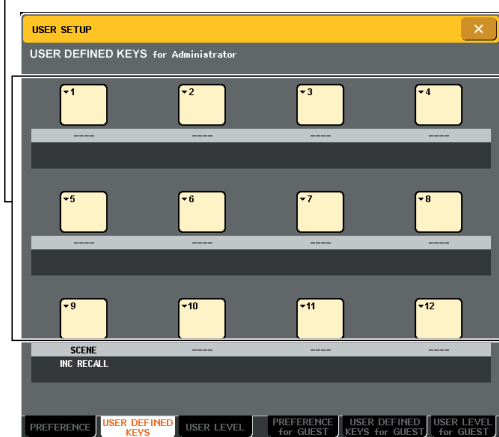 USER SETUP
USER DEFINED KEYS for Administrator
1 2 3 4
---- ---- ---- ----
5 6 7 8
---- ---- ---- ----
9 10 11 12
SCENE ---- ---- ----
INC RECALL
PREFERENCE
USER DEFINED
KEYS
USER LEVEL
PREFERENCE
for GUEST
USER DEFINED
KEYS for GUEST
USER LEVEL
for GUEST